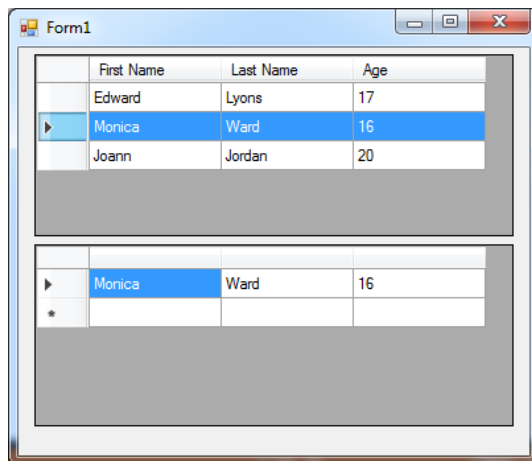 Form1
First Name Last Name Age
Edward Lyons 17
Monica Ward 16
Joann Jordan 20
Monica Ward 16